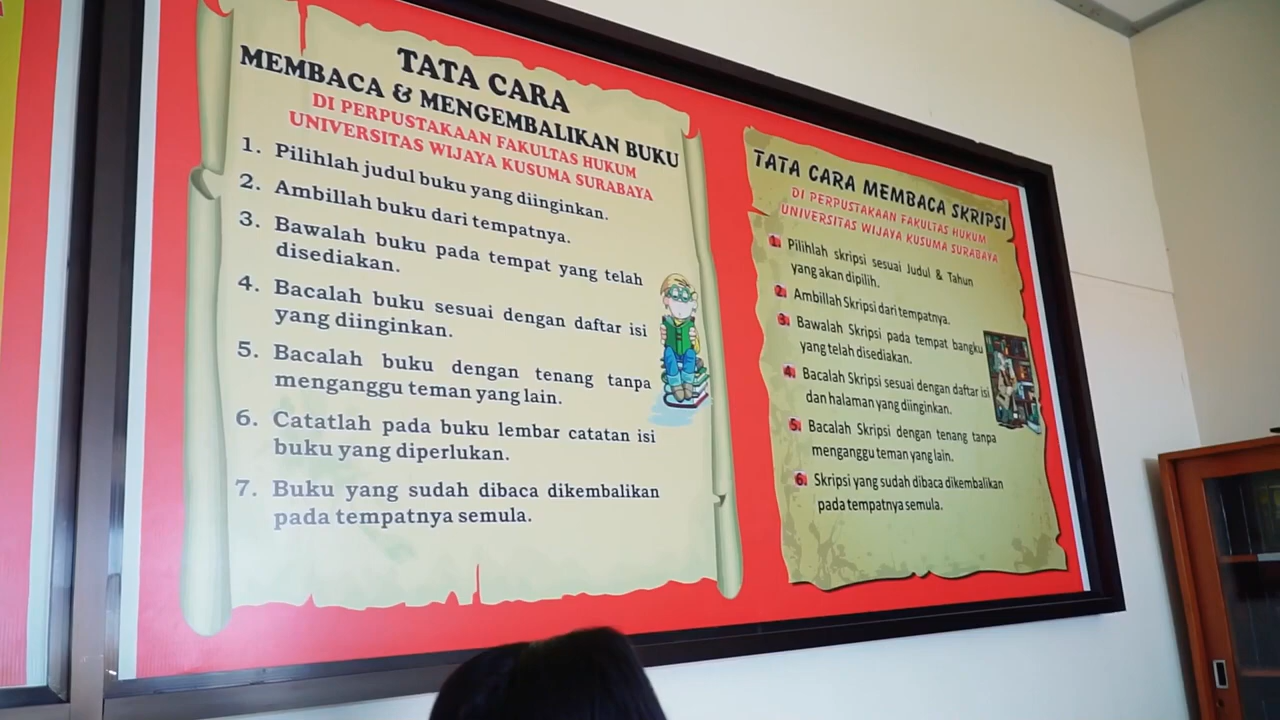 TATA CARA
MEMBACA & MENGEMBALIKAN BUKU
DI PERPUSTAKAAN FAKULTAS HUKUM
UNIVERSITAS WIJAYA KUSUMA SURABAYA
1. Pilihlah judul buku yang diinginkan.
2. Ambillah buku dari tempatnya.
3. Bawalah buku pada tempat yang telah
disediakan.
4. Bacalah buku sesuai dengan daftar isi
yang diinginkan.
5. Bacalah buku dengan tenang tanpa
menganggu teman yang lain.
6. Catatlah pada buku lembar catatan isi
buku yang diperlukan.
7. Buku yang sudah dibaca dikembalikan
pada tempatnya semula.
TATA CARA MEMBACA SKRIPSI
DI PERPUSTAKAAN FAKULTAS HUKUM
UNIVERSITAS WIJAYA KUSUMA SURABAYA
1. Pilihlah skripsi sesuai Judul & Tahun
yang akan dipilih.
2. Ambillah Skripsi dari tempatnya.
3. Bawalah Skripsi pada tempat bangku
yang telah disediakan.
4. Bacalah Skripsi sesuai dengan daftar isi
dan halaman yang diinginkan.
5. Bacalah Skripsi dengan tenang tanpa
menganggu teman yang lain.
6. Skripsi yang sudah dibaca dikembalikan
pada tempatnya semula.